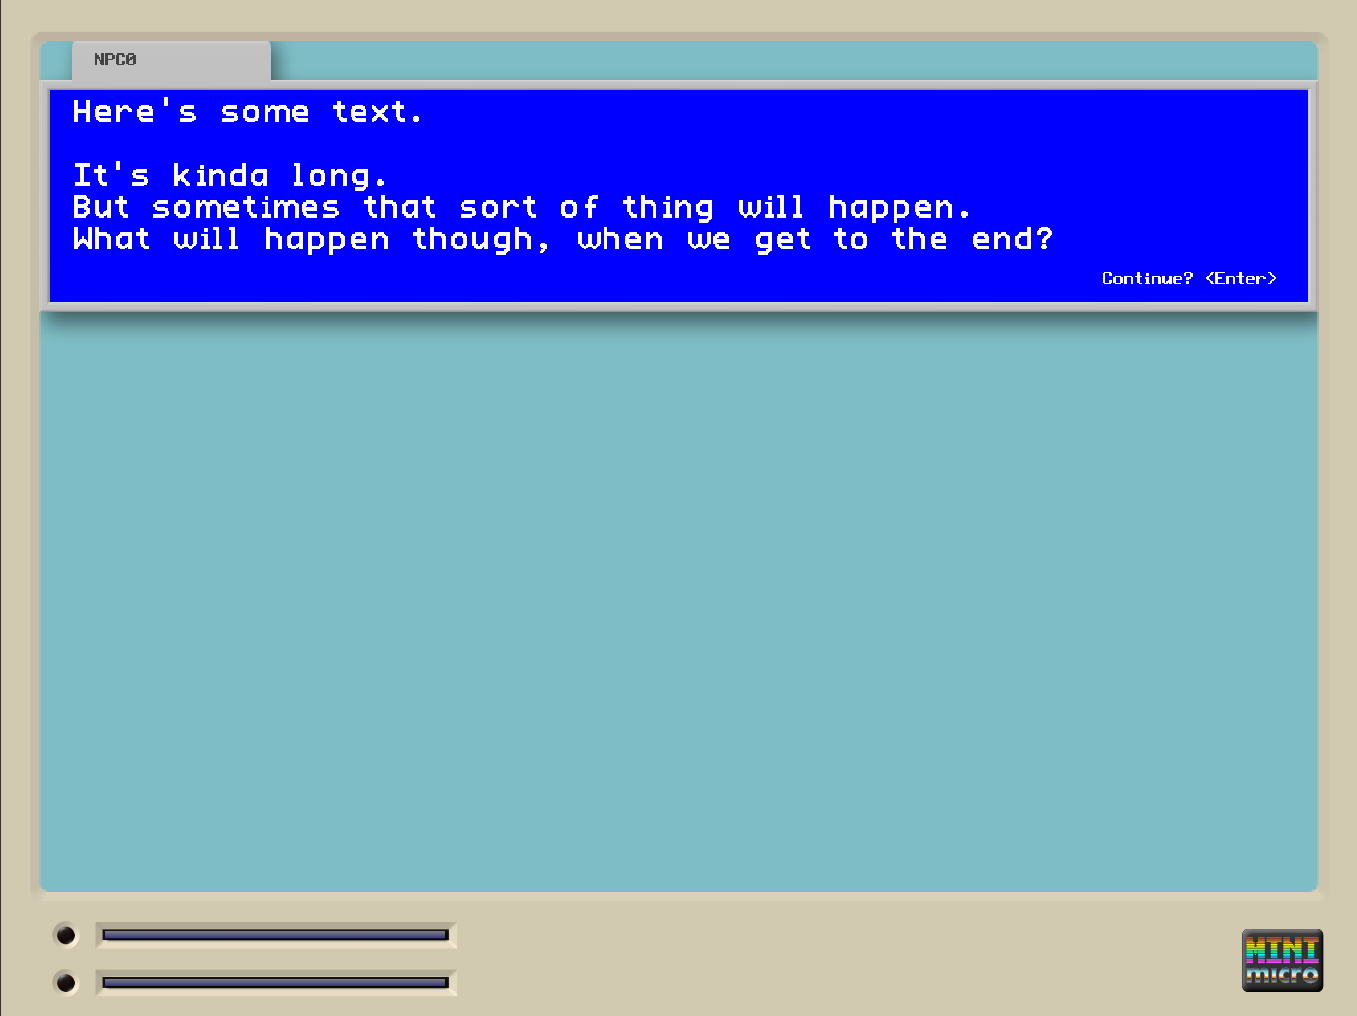 NPC0
Here's some text.
It's kinda long.
But sometimes that sort of thing will happen.
What will happen though, when we get to the end?
Continue? <Enter>
MINI
micro